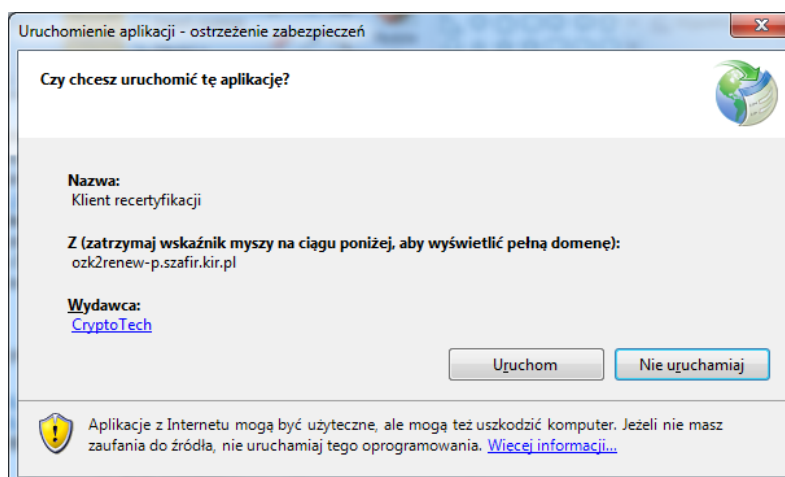 Uruchomienie aplikacji - ostrzeżenie zabezpieczeń
Czy chcesz uruchomić tę aplikację?
Nazwa:
Klient recertyfikacji
Z (zatrzymaj wskaźnik myszy na ciągu poniżej, aby wyświetlić pełną domenę):
ozk2renew-p.szafir.kir.pl
Wydawca:
CryptoTech
Uruchom Nie uruchamiaj
Aplikacje z Internetu mogą być użyteczne, ale mogą też uszkodzić komputer. Jeżeli nie masz
zaufania do źródła, nie uruchamiaj tego oprogramowania. Więcej informacji...